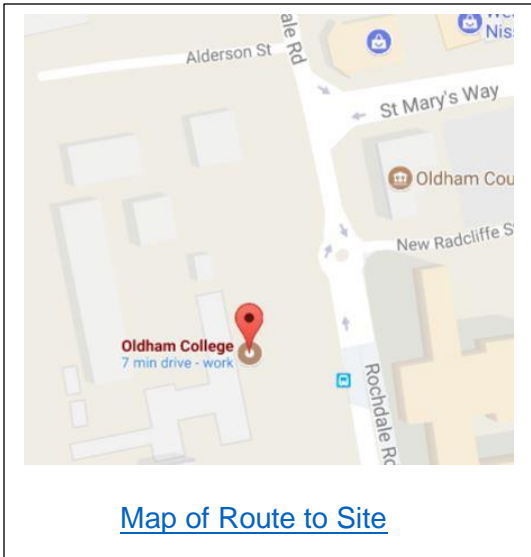 ale Rd
Nis
Alderson St
St Mary's Way
Oldham Cou
New Radcliffe S
Oldham College
7 min drive - work
Rochdale Ro
Map of Route to Site